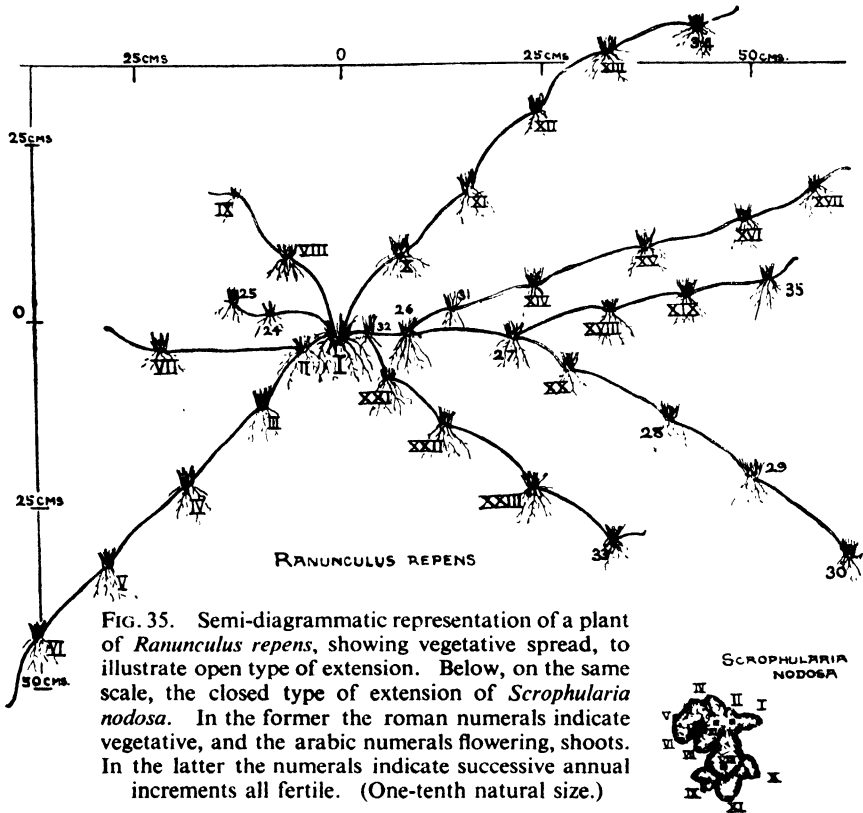 34
25CMS 0 25CMS 50CMS.
XIII
XII
25CMS
XI
XVII
IX
XVI
VIII
X
XV
25
31
XIV
35
0
24
32
26
XVIII
XIX
VII
II
I
27
XX
XXI
III
28
XXII
29
25CMS
IV
XXIII
33
30
RANUNCULUS REPENS
V
VI
50CMS.
FIG. 35. Semi-diagrammatic representation of a plant
of Ranunculus repens, showing vegetative spread, to
illustrate open type of extension. Below, on the same
scale, the closed type of extension of Scrophularia
nodosa. In the former the roman numerals indicate
vegetative, and the arabic numerals flowering, shoots.
In the latter the numerals indicate successive annual
increments all fertile. (One-tenth natural size.)
SCROPHULARIA
NODOSA
II
I
V
VI
X
IX
XI